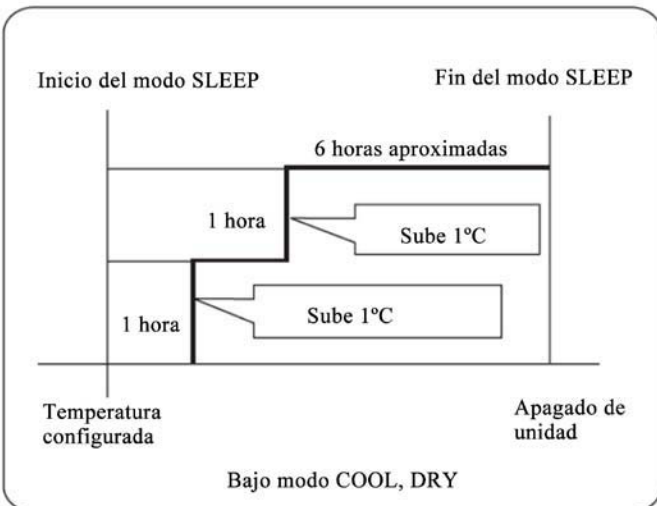 Inicio del modo SLEEP
Fin del modo SLEEP
6 horas aproximadas
1 hora
Sube 1ºC
1 hora
Sube 1ºC
Temperatura
configurada
Apagado de
unidad
Bajo modo COOL, DRY